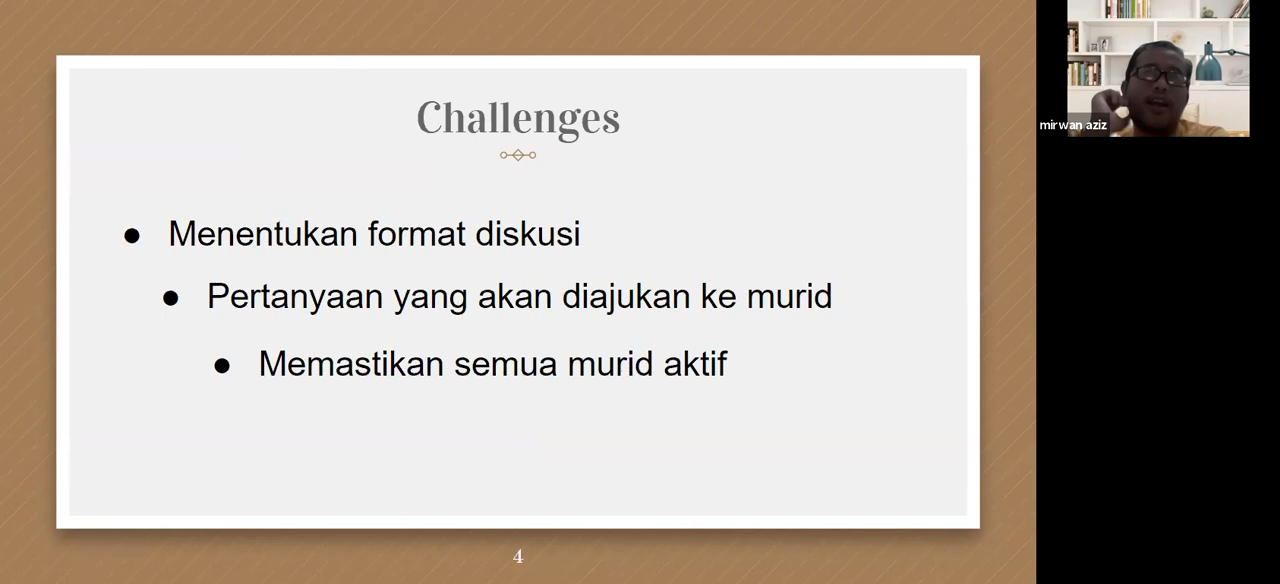 Challenges
● Menentukan format diskusi
● Pertanyaan yang akan diajukan ke murid
● Memastikan semua murid aktif
4
mirwan aziz